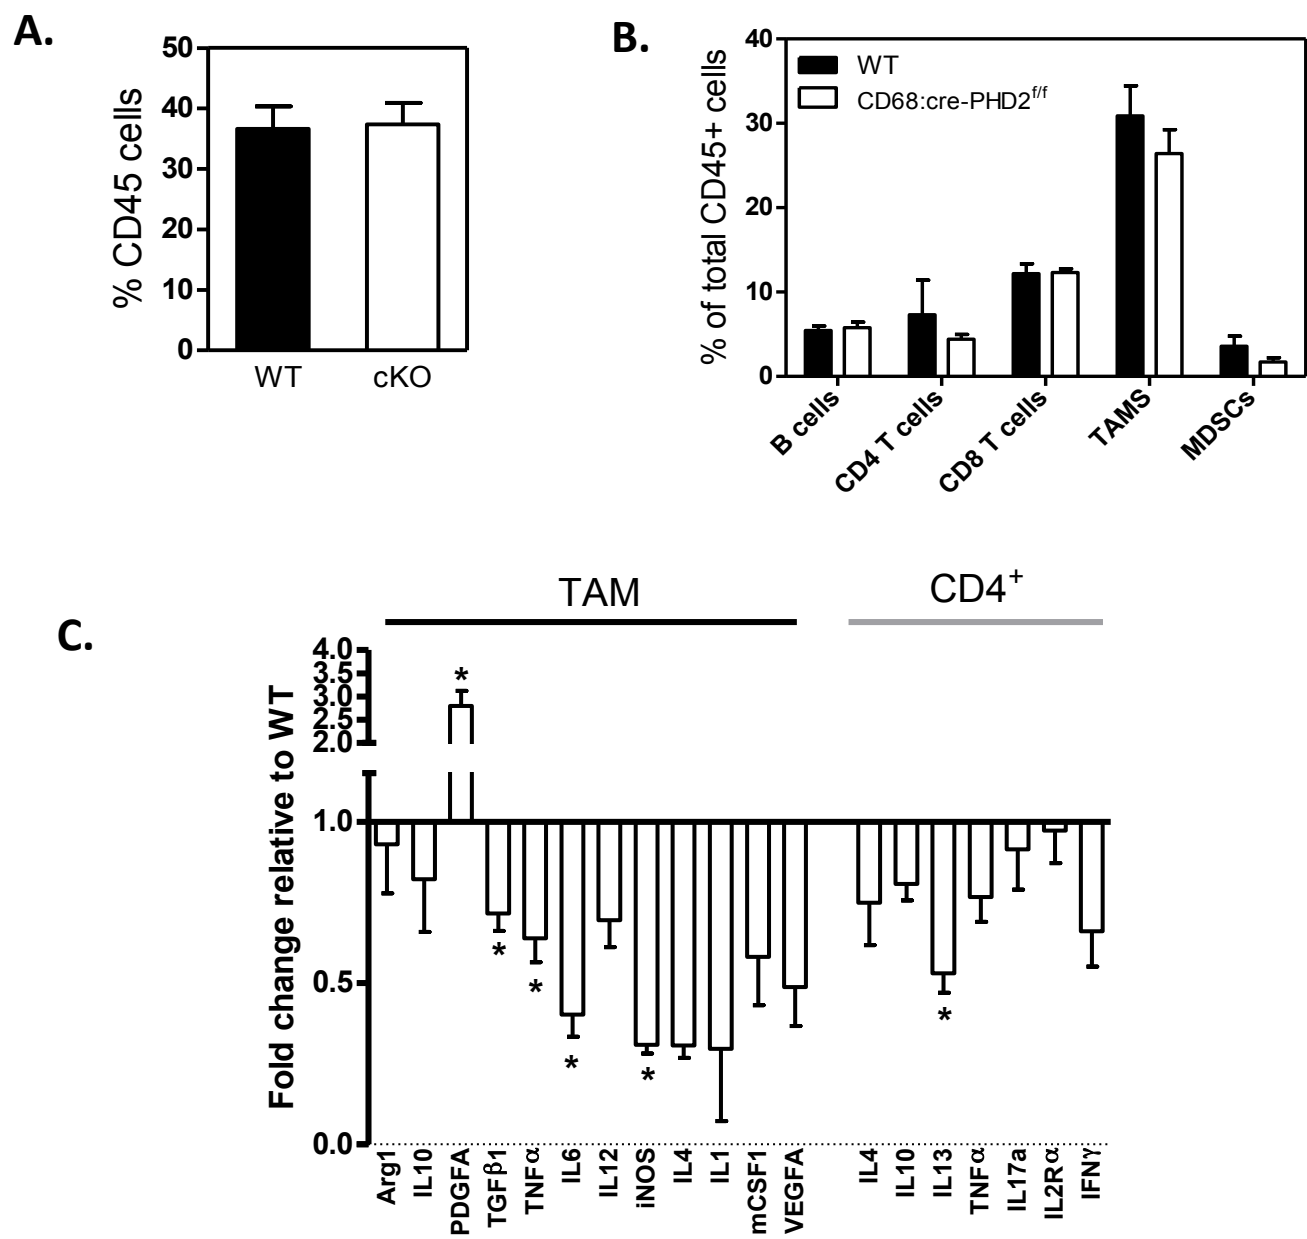 A.
% CD45 cells
50
40
30
20
10
0
WT
cKO
B.
% of total CD45+ cells
40
30
20
10
0
WT
CD68:cre-PHD2f/f
B cells
CD4 T cells
CD8 T cells
TAMS
MDSCs
C.
TAM
CD4+
Fold change relative to WT
4.0
3.5
3.0
2.5
2.0
1.0
0.5
0.0
*
*
*
*
*
*
Arg1
IL10
PDGFA
TGFβ1
TNFα
IL6
IL12
iNOS
IL4
IL1
mCSF1
VEGFA
IL4
IL10
IL13
TNFα
IL17a
IL2Rα
IFNγ